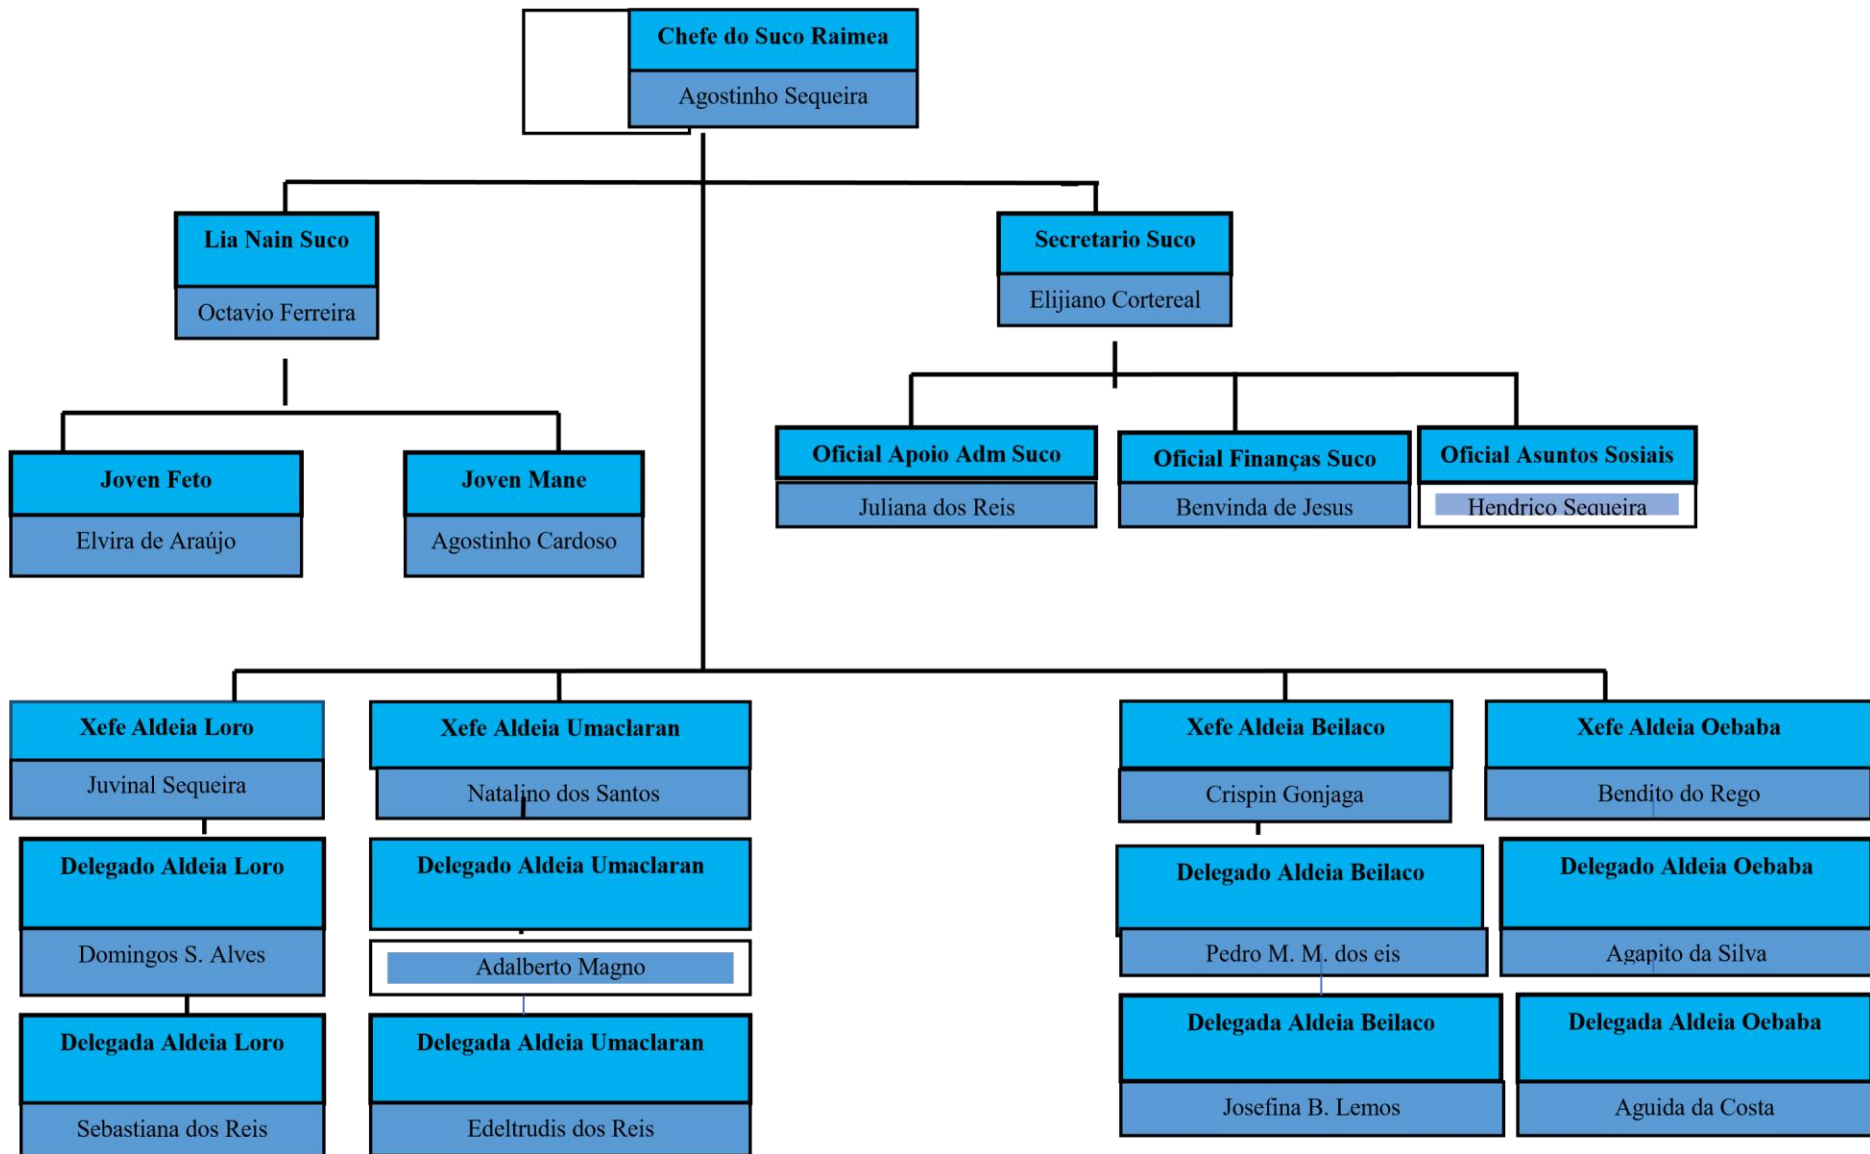 Chefe do Suco Raimea
Agostinho Sequeira
Lia Nain Suco
Octavio Ferreira
Secretario Suco
Elijiano Cortereal
Joven Feto
Elvira de Araújo
Joven Mane
Agostinho Cardoso
Oficial Apoio Adm Suco
Juliana dos Reis
Oficial Finanças Suco
Benvinda de Jesus
Oficial Asuntos Sosiais
Hendrico Sequeira
Xefe Aldeia Loro
Juvinal Sequeira
Delegado Aldeia Loro
Domingos S. Alves
Delegada Aldeia Loro
Sebastiana dos Reis
Xefe Aldeia Umaclaran
Natalino dos Santos
Delegado Aldeia Umaclaran
Adalberto Magno
Delegada Aldeia Umaclaran
Edeltrudis dos Reis
Xefe Aldeia Beilaco
Crispin Gonjaga
Delegado Aldeia Beilaco
Pedro M. M. dos eis
Delegada Aldeia Beilaco
Josefina B. Lemos
Xefe Aldeia Oebaba
Bendito do Rego
Delegado Aldeia Oebaba
Agapito da Silva
Delegada Aldeia Oebaba
Aguida da Costa